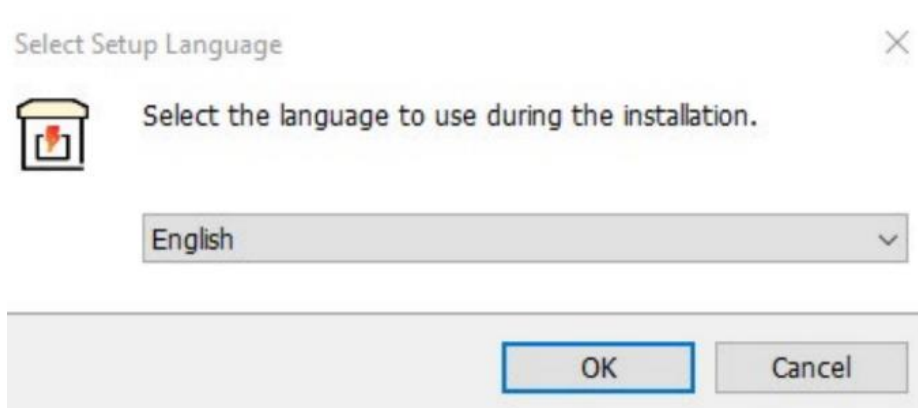 Select Setup Language
Select the language to use during the installation.
English
OK
Cancel